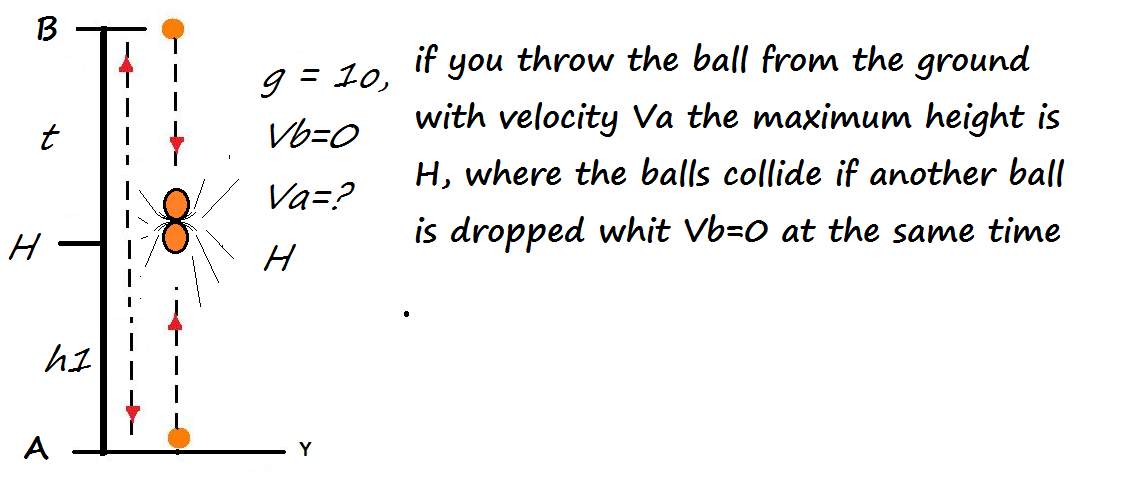 B
g = 10,
if you throw the ball from the ground
with velocity Va the maximum height is
H, where the balls collide if another ball
is dropped whit Vb=0 at the same time
t
Vb=0
Va=?
H
H
h1
A
Y